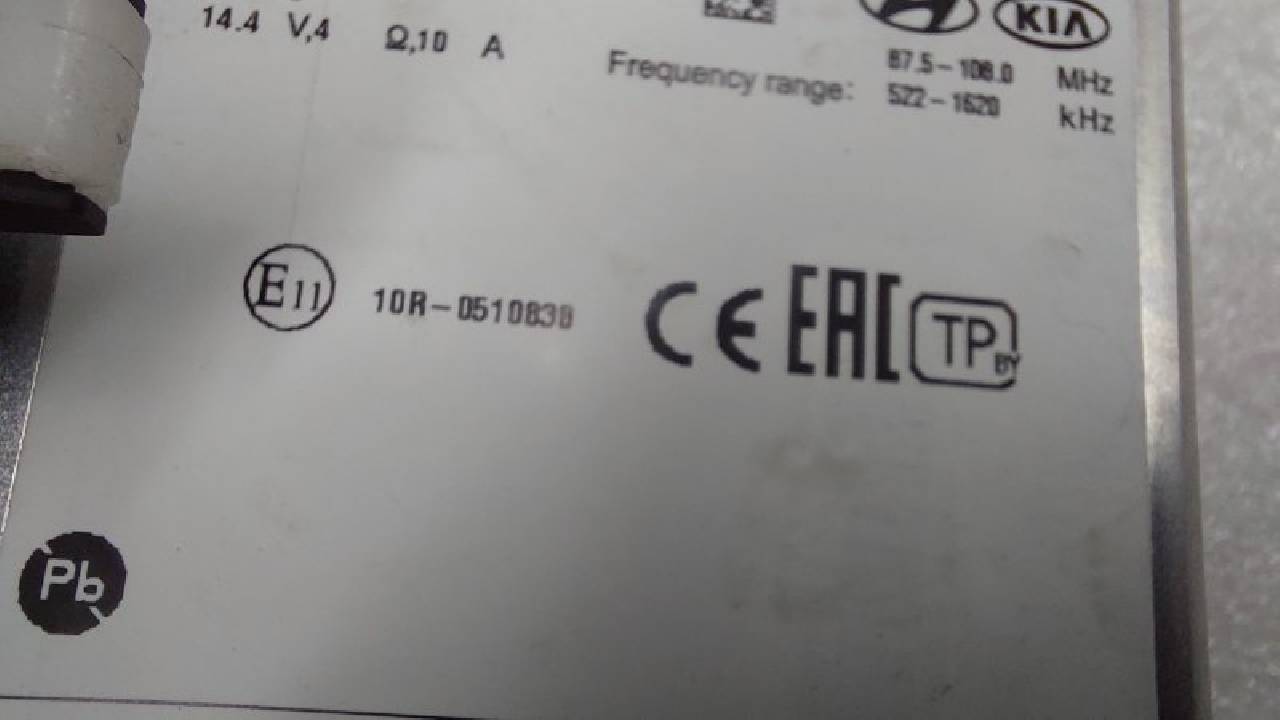 14.4 V,4 Ω,10 A
KIA
Frequency range: 87.5-108.0 MHz
522-1620 kHz
E11 10R-0510830 CE EAC TP BY
Pb